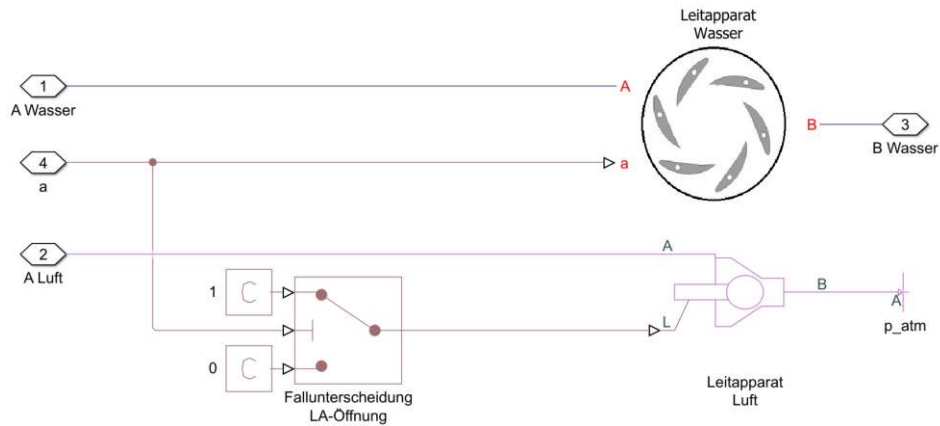 Leitapparat
Wasser
1
A
A Wasser
B
3
B Wasser
4
a
a
2
A Luft
A
1
C
B
A
p_atm
L
0
C
Fallunterscheidung
LA-Öffnung
Leitapparat
Luft